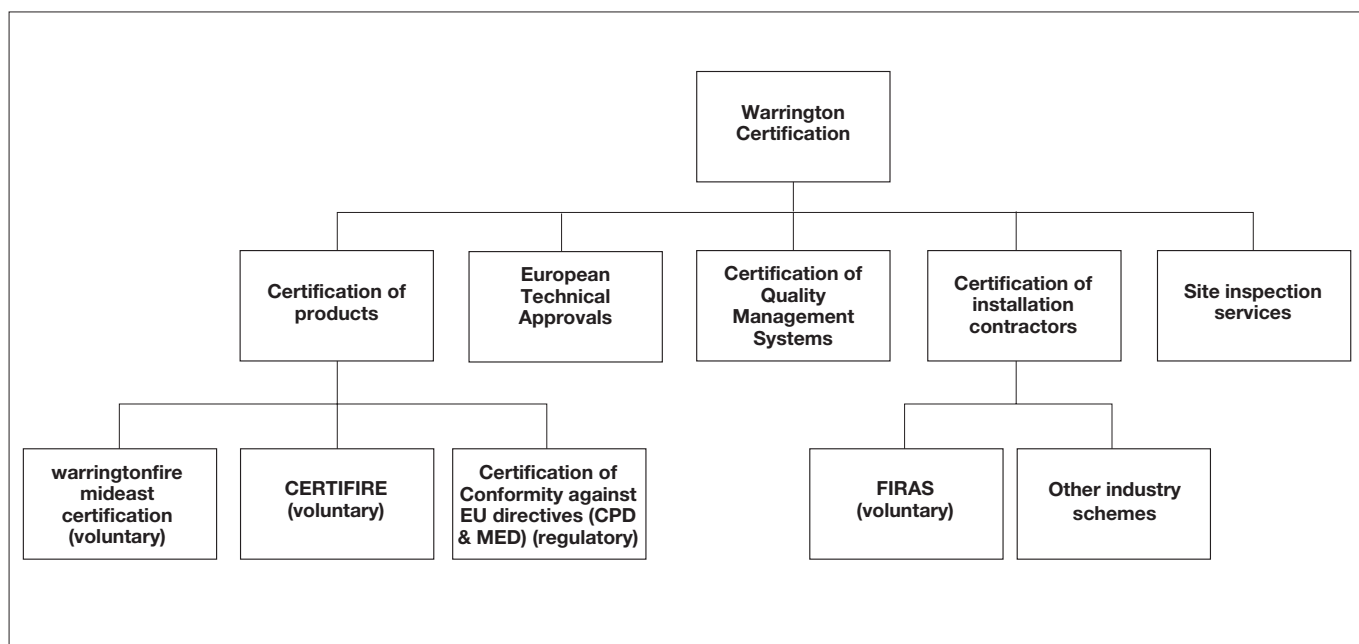 Warrington
Certification
Certification of
products
European
Technical
Approvals
Certification of
Quality
Management
Systems
Certification of
installation
contractors
Site inspection
services
warringtonfire
mideast
certification
(voluntary)
CERTIFIRE
(voluntary)
Certification of
Conformity against
EU directives (CPD
& MED) (regulatory)
FIRAS
(voluntary)
Other industry
schemes